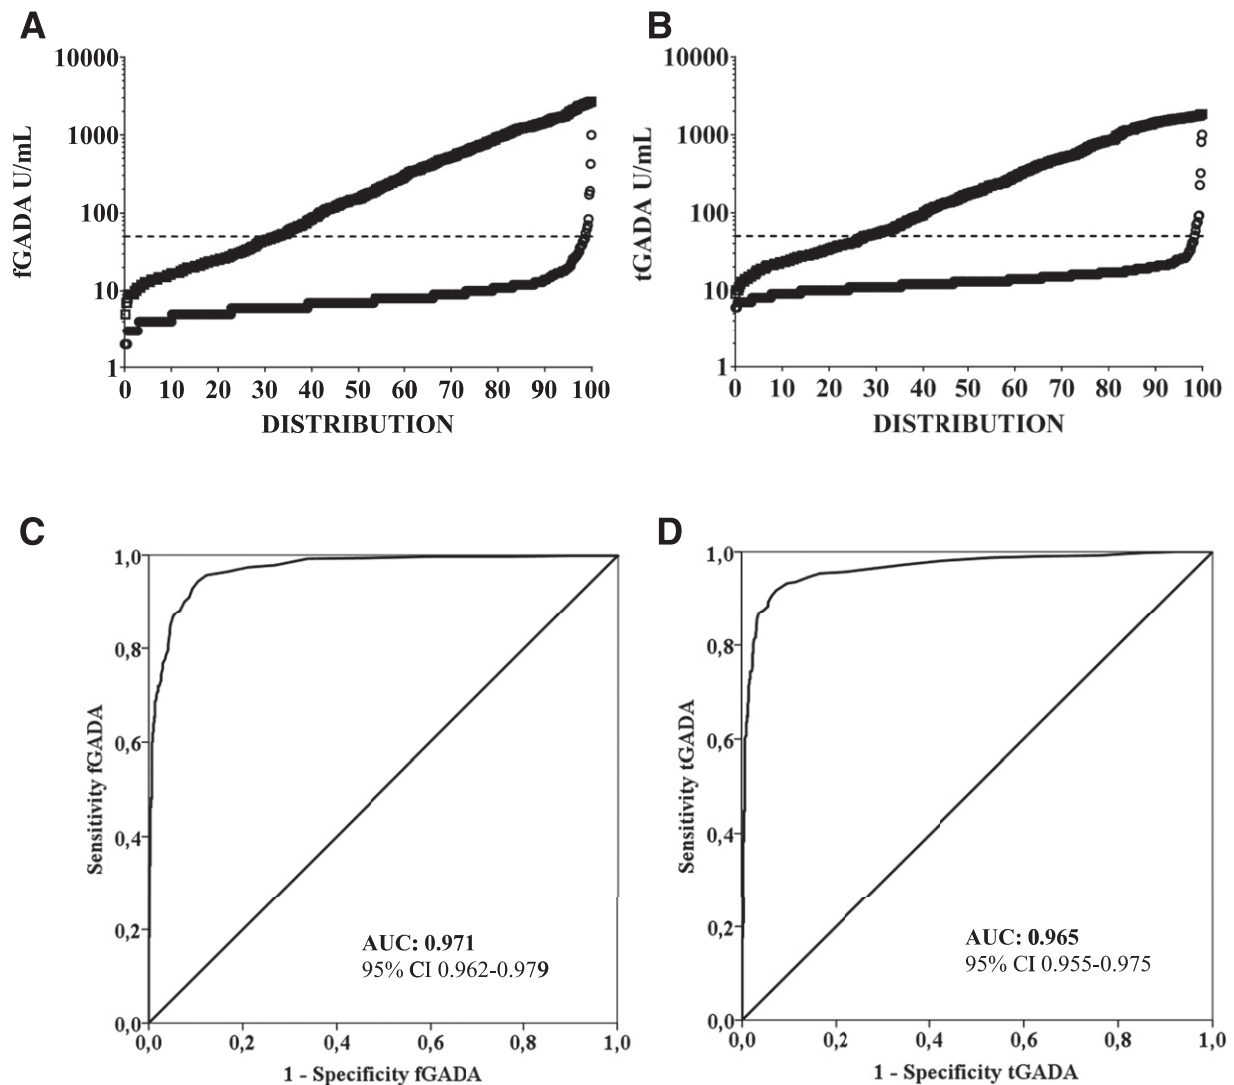 A
fGADA U/mL
10000
1000
100
10
1
0 10 20 30 40 50 60 70 80 90 100
DISTRIBUTION
B
tGADA U/mL
10000
1000
100
10
1
0 10 20 30 40 50 60 70 80 90 100
DISTRIBUTION
C
Sensitivity fGADA
1,0
0,8
0,6
0,4
0,2
0,0
AUC: 0.971
95% CI 0.962-0.979
0,0 0,2 0,4 0,6 0,8 1,0
1 - Specificity fGADA
D
Sensitivity tGADA
1,0
0,8
0,6
0,4
0,2
0,0
AUC: 0.965
95% CI 0.955-0.975
0,0 0,2 0,4 0,6 0,8 1,0
1 - Specificity tGADA